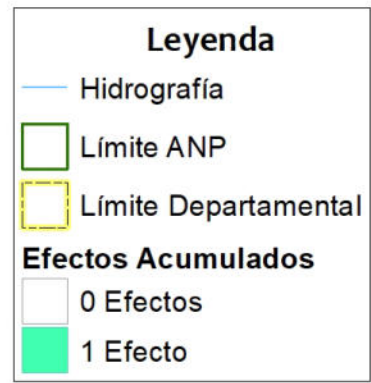 Leyenda
Hidrografía
Límite ANP
Límite Departamental
Efectos Acumulados
0 Efectos
1 Efecto